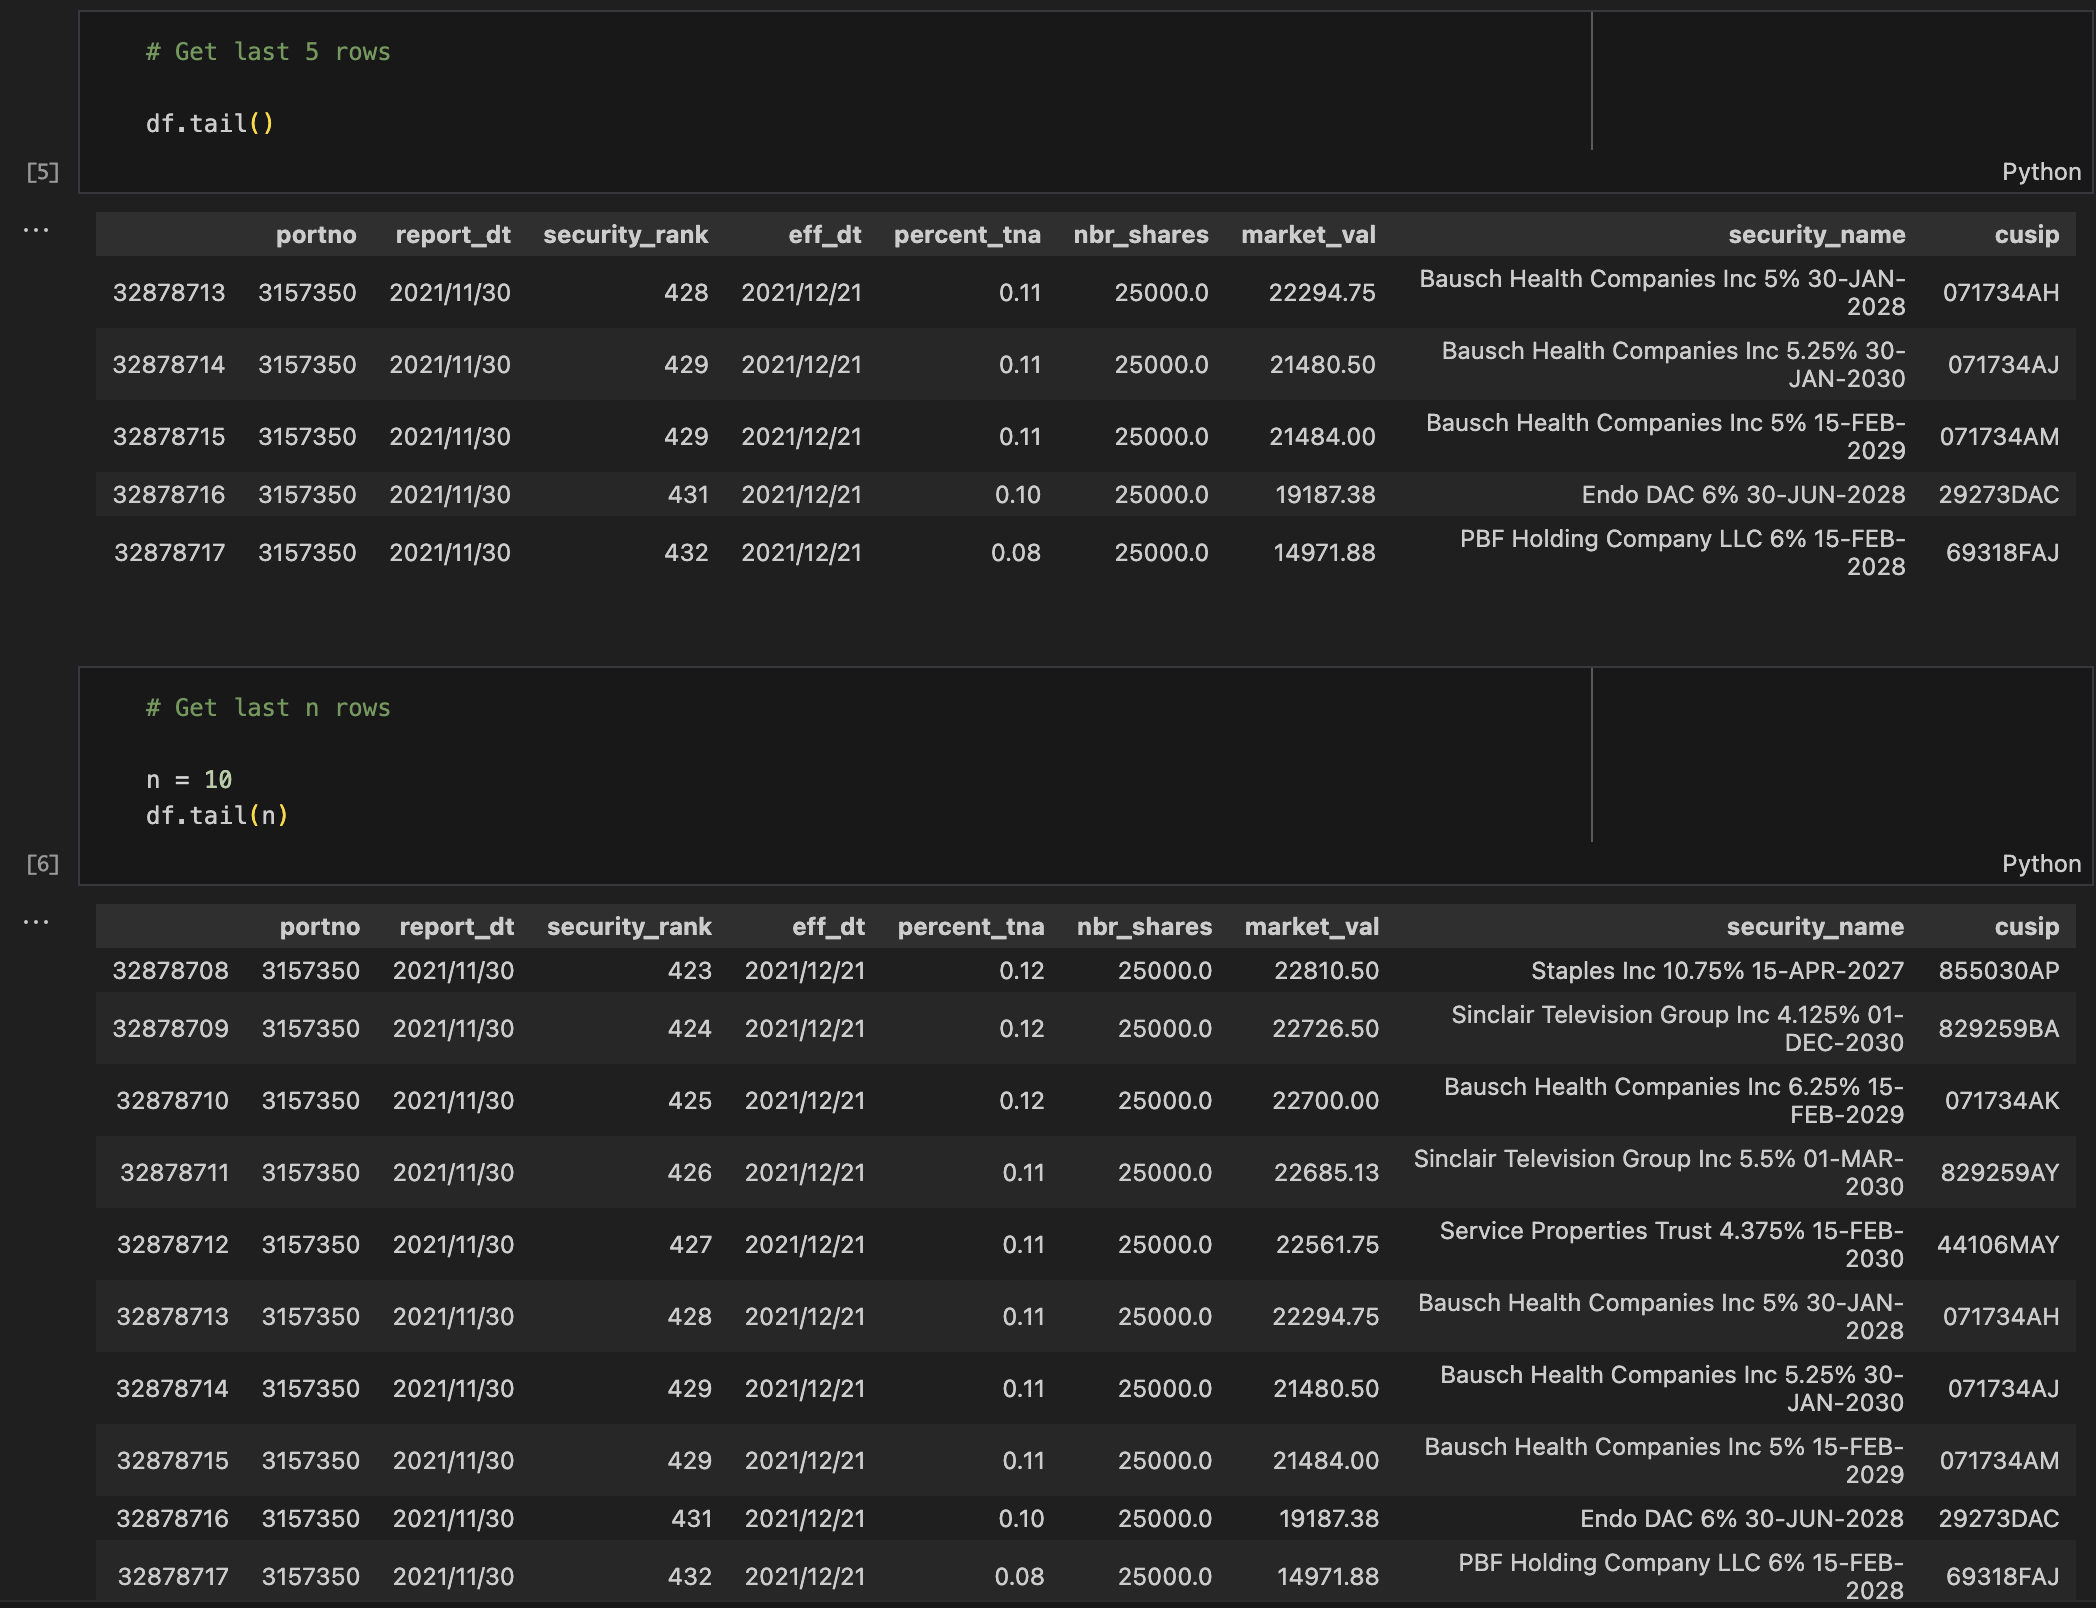 # Get last 5 rows
df.tail()
[5]
Python
...
portno report_dt security_rank eff_dt percent_tna nbr_shares market_val security_name cusip
32878713 3157350 2021/11/30 428 2021/12/21 0.11 25000.0 22294.75 Bausch Health Companies Inc 5% 30-JAN-
2028 071734AH
32878714 3157350 2021/11/30 429 2021/12/21 0.11 25000.0 21480.50 Bausch Health Companies Inc 5.25% 30-
JAN-2030 071734AJ
32878715 3157350 2021/11/30 429 2021/12/21 0.11 25000.0 21484.00 Bausch Health Companies Inc 5% 15-FEB-
2029 071734AM
32878716 3157350 2021/11/30 431 2021/12/21 0.10 25000.0 19187.38 Endo DAC 6% 30-JUN-2028 29273DAC
32878717 3157350 2021/11/30 432 2021/12/21 0.08 25000.0 14971.88 PBF Holding Company LLC 6% 15-FEB-
2028 69318FAJ
# Get last n rows
n = 10
df.tail(n)
[6]
Python
...
portno report_dt security_rank eff_dt percent_tna nbr_shares market_val security_name cusip
32878708 3157350 2021/11/30 423 2021/12/21 0.12 25000.0 22810.50 Staples Inc 10.75% 15-APR-2027 855030AP
32878709 3157350 2021/11/30 424 2021/12/21 0.12 25000.0 22726.50 Sinclair Television Group Inc 4.125% 01-
DEC-2030 829259BA
32878710 3157350 2021/11/30 425 2021/12/21 0.12 25000.0 22700.00 Bausch Health Companies Inc 6.25% 15-
FEB-2029 071734AK
32878711 3157350 2021/11/30 426 2021/12/21 0.11 25000.0 22685.13 Sinclair Television Group Inc 5.5% 01-MAR-
2030 829259AY
32878712 3157350 2021/11/30 427 2021/12/21 0.11 25000.0 22561.75 Service Properties Trust 4.375% 15-FEB-
2030 44106MAY
32878713 3157350 2021/11/30 428 2021/12/21 0.11 25000.0 22294.75 Bausch Health Companies Inc 5% 30-JAN-
2028 071734AH
32878714 3157350 2021/11/30 429 2021/12/21 0.11 25000.0 21480.50 Bausch Health Companies Inc 5.25% 30-
JAN-2030 071734AJ
32878715 3157350 2021/11/30 429 2021/12/21 0.11 25000.0 21484.00 Bausch Health Companies Inc 5% 15-FEB-
2029 071734AM
32878716 3157350 2021/11/30 431 2021/12/21 0.10 25000.0 19187.38 Endo DAC 6% 30-JUN-2028 29273DAC
32878717 3157350 2021/11/30 432 2021/12/21 0.08 25000.0 14971.88 PBF Holding Company LLC 6% 15-FEB-
2028 69318FAJ